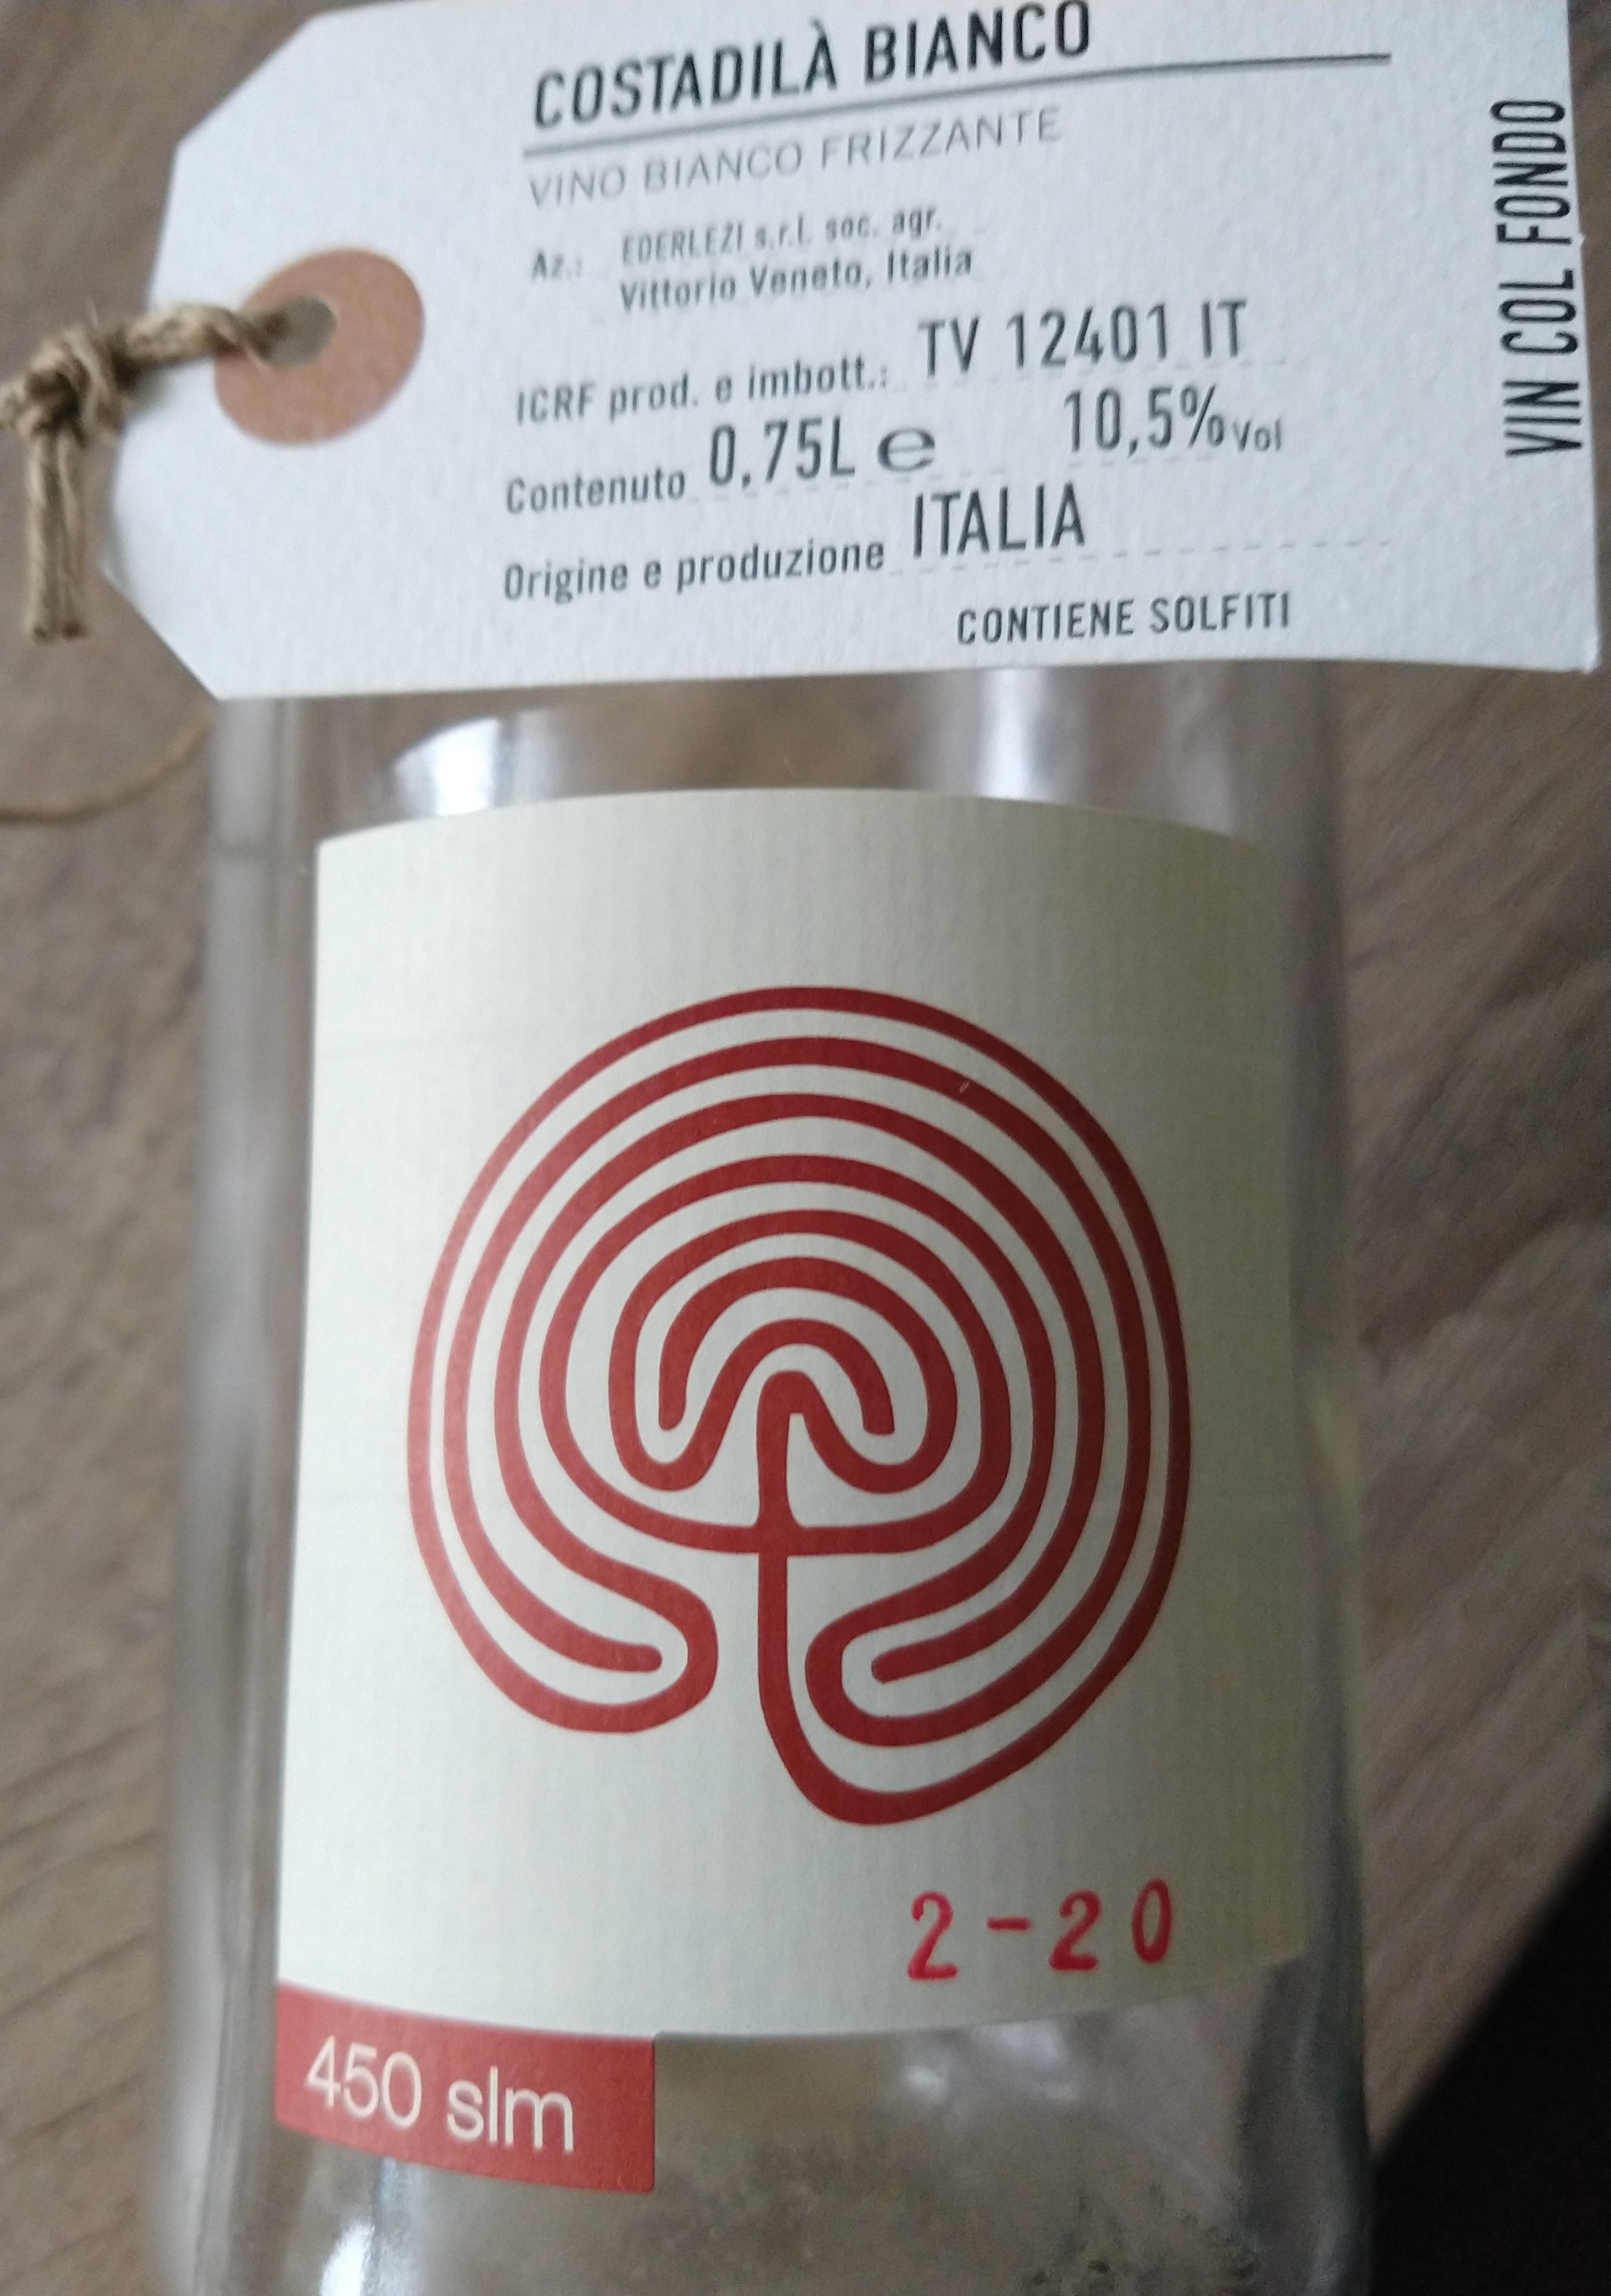 COSTADILÀ BIANCO
VINO BIANCO FRIZZANTE
Az.: EDERLEZI s.r.l. soc. agr.
Vittorio Veneto, Italia
ICRF prod. e imbott.: TV 12401 IT
Contenuto 0,75L e 10,5% Vol
Origine e produzione ITALIA
CONTIENE SOLFITI
VIN COL FONDO
2-20
450 slm